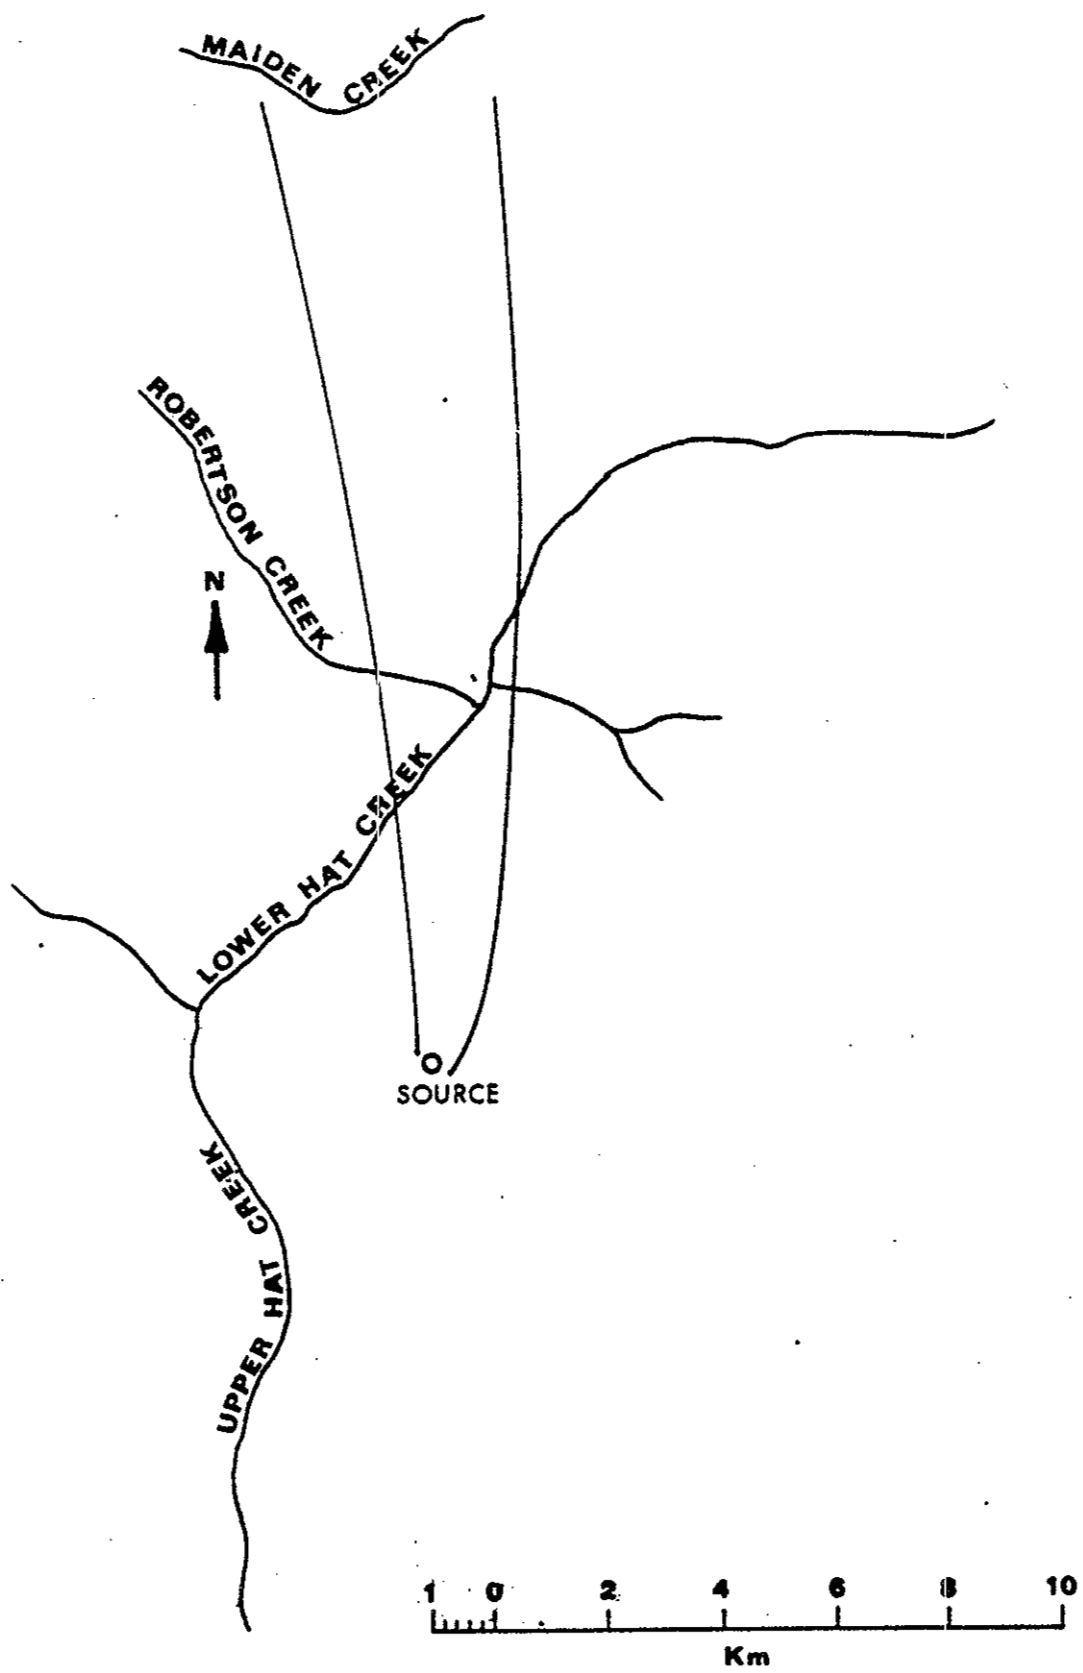 MAIDEN CREEK
ROBERTSON CREEK
N
LOWER HAT CREEK
SOURCE
UPPER HAT CREEK
1 0 2 4 6 8 10
Km